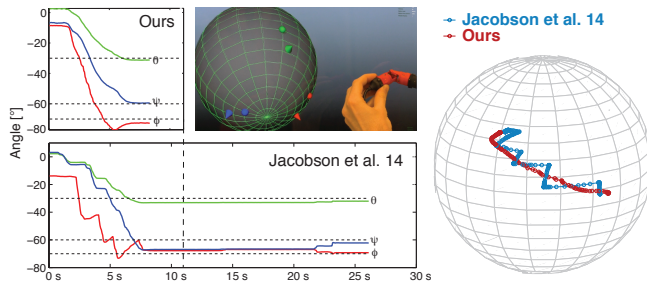 Ours
0
−20
−40
−60
−80
θ
ψ
ϕ
Angle [°]
Jacobson et al. 14
0
−20
−40
−60
−80
θ
ψ
ϕ
0 s
5 s
10 s
15 s
20 s
25 s
30 s
Jacobson et al. 14
Ours